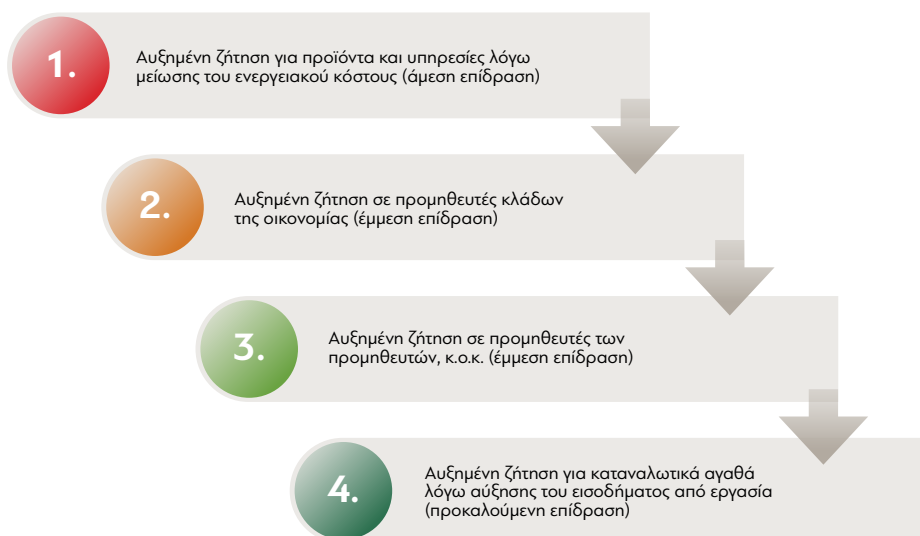 1.
Αυξημένη ζήτηση για προϊόντα και υπηρεσίες λόγω
μείωσης του ενεργειακού κόστους (άμεση επίδραση)
2.
Αυξημένη ζήτηση σε προμηθευτές κλάδων
της οικονομίας (έμμεση επίδραση)
3.
Αυξημένη ζήτηση σε προμηθευτές των
προμηθευτών, κ.ο.κ. (έμμεση επίδραση)
4.
Αυξημένη ζήτηση για καταναλωτικά αγαθά
λόγω αύξησης του εισοδήματος από εργασία
(προκαλούμενη επίδραση)